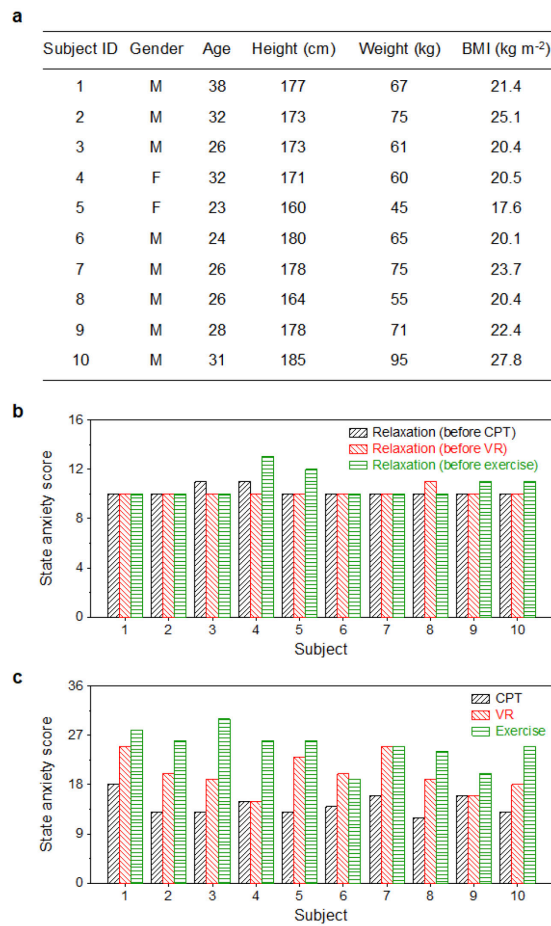 a
Subject ID Gender Age Height (cm) Weight (kg) BMI (kg m-2)
1 M 38 177 67 21.4
2 M 32 173 75 25.1
3 M 26 173 61 20.4
4 F 32 171 60 20.5
5 F 23 160 45 17.6
6 M 24 180 65 20.1
7 M 26 178 75 23.7
8 M 26 164 55 20.4
9 M 28 178 71 22.4
10 M 31 185 95 27.8
b
16
12
8
4
0
State anxiety score
Relaxation (before CPT)
Relaxation (before VR)
Relaxation (before exercise)
1 2 3 4 5 6 7 8 9 10
Subject
c
36
27
18
9
0
State anxiety score
CPT
VR
Exercise
1 2 3 4 5 6 7 8 9 10
Subject